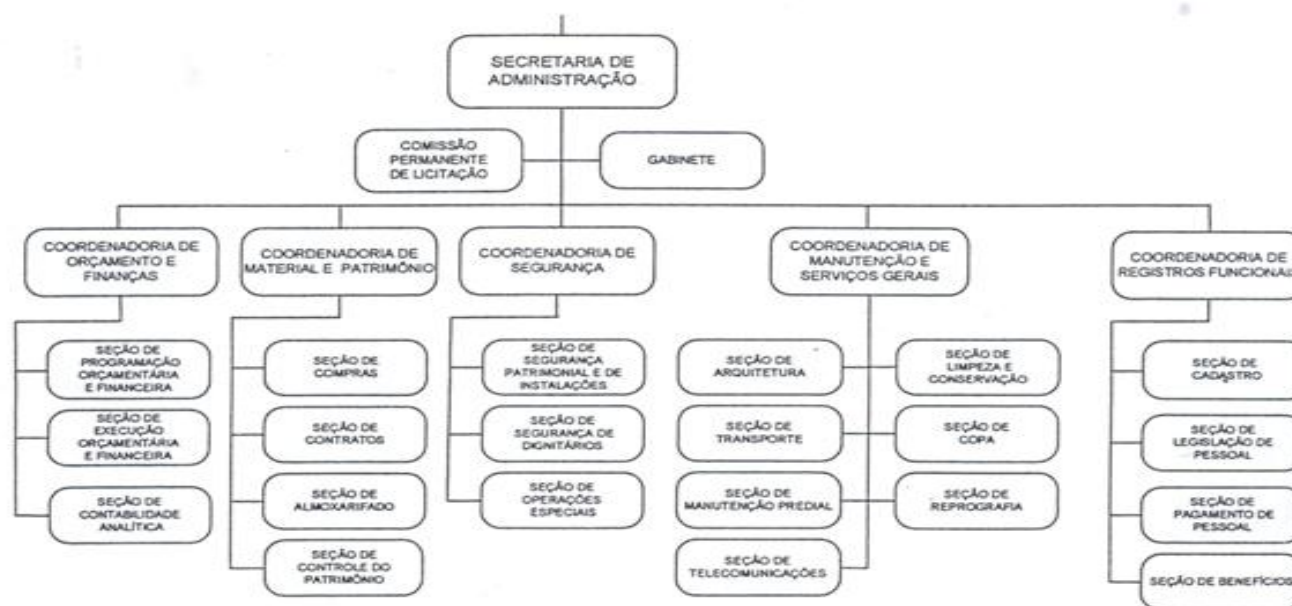 SECRETARIA DE
ADMINISTRAÇÃO
COMISSÃO
PERMANENTE
DE LICITAÇÃO
GABINETE
COORDENADORIA DE
ORÇAMENTO E
FINANÇAS
COORDENADORIA DE
MATERIAL E PATRIMÔNIO
COORDENADORIA DE
SEGURANÇA
COORDENADORIA DE
MANUTENÇÃO E
SERVIÇOS GERAIS
COORDENADORIA DE
REGISTROS FUNCIONAIS
SEÇÃO DE
PROGRAMAÇÃO
ORÇAMENTÁRIA
E FINANCEIRA
SEÇÃO DE
EXECUÇÃO
ORÇAMENTÁRIA
E FINANCEIRA
SEÇÃO DE
CONTABILIDADE
ANALÍTICA
SEÇÃO DE
COMPRAS
SEÇÃO DE
CONTRATOS
SEÇÃO DE
ALMOXARIFADO
SEÇÃO DE
CONTROLE DO
PATRIMÔNIO
SEÇÃO DE
SEGURANÇA
PATRIMONIAL E DE
INSTALAÇÕES
SEÇÃO DE
SEGURANÇA DE
DIGNITÁRIOS
SEÇÃO DE
OPERAÇÕES
ESPECIAIS
SEÇÃO DE
ARQUITETURA
SEÇÃO DE
TRANSPORTE
SEÇÃO DE
MANUTENÇÃO PREDIAL
SEÇÃO DE
TELECOMUNICAÇÕES
SEÇÃO DE
LIMPEZA E
CONSERVAÇÃO
SEÇÃO DE
COPA
SEÇÃO DE
REPROGRAFIA
SEÇÃO DE
CADASTRO
SEÇÃO DE
LEGISLAÇÃO DE
PESSOAL
SEÇÃO DE
PAGAMENTO DE
PESSOAL
SEÇÃO DE BENEFÍCIOS